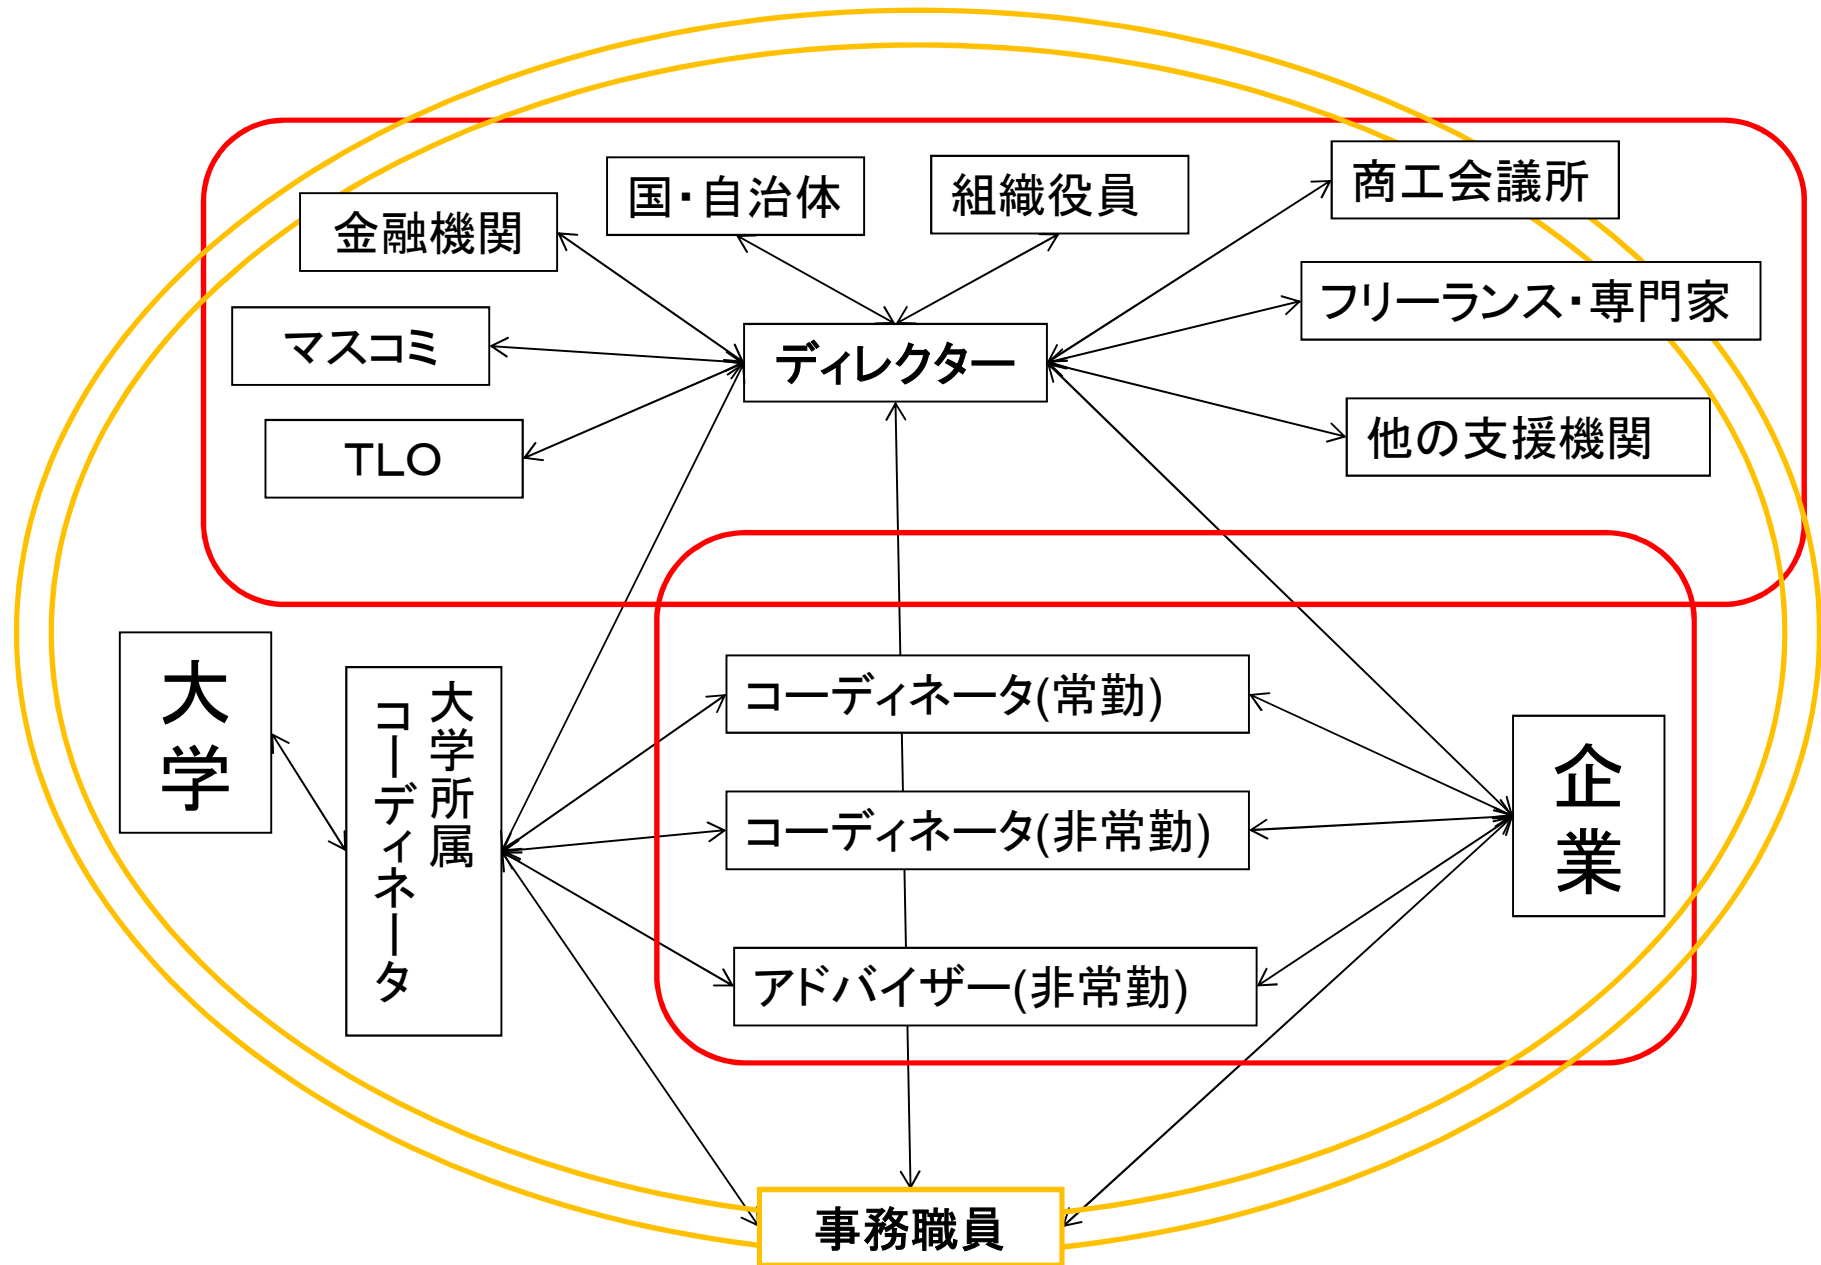 国・自治体
組織役員
商工会議所
金融機関
フリーランス・専門家
マスコミ
ディレクター
他の支援機関
TLO
大学
大学所属
コーディネータ
コーディネータ(常勤)
コーディネータ(非常勤)
アドバイザー(非常勤)
企業
事務職員